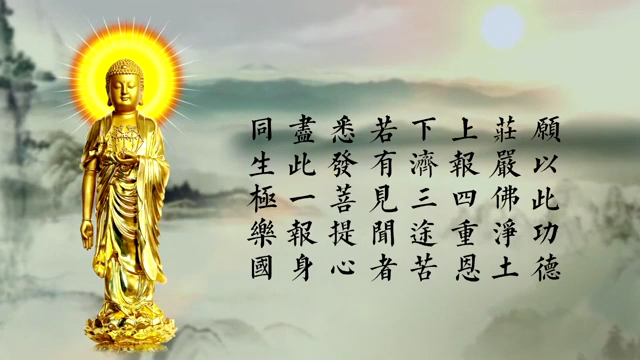 願以此功德
莊嚴佛淨土
上報四重恩
下濟三途苦
若有見聞者
悉發菩提心
盡此一報身
同生極樂國